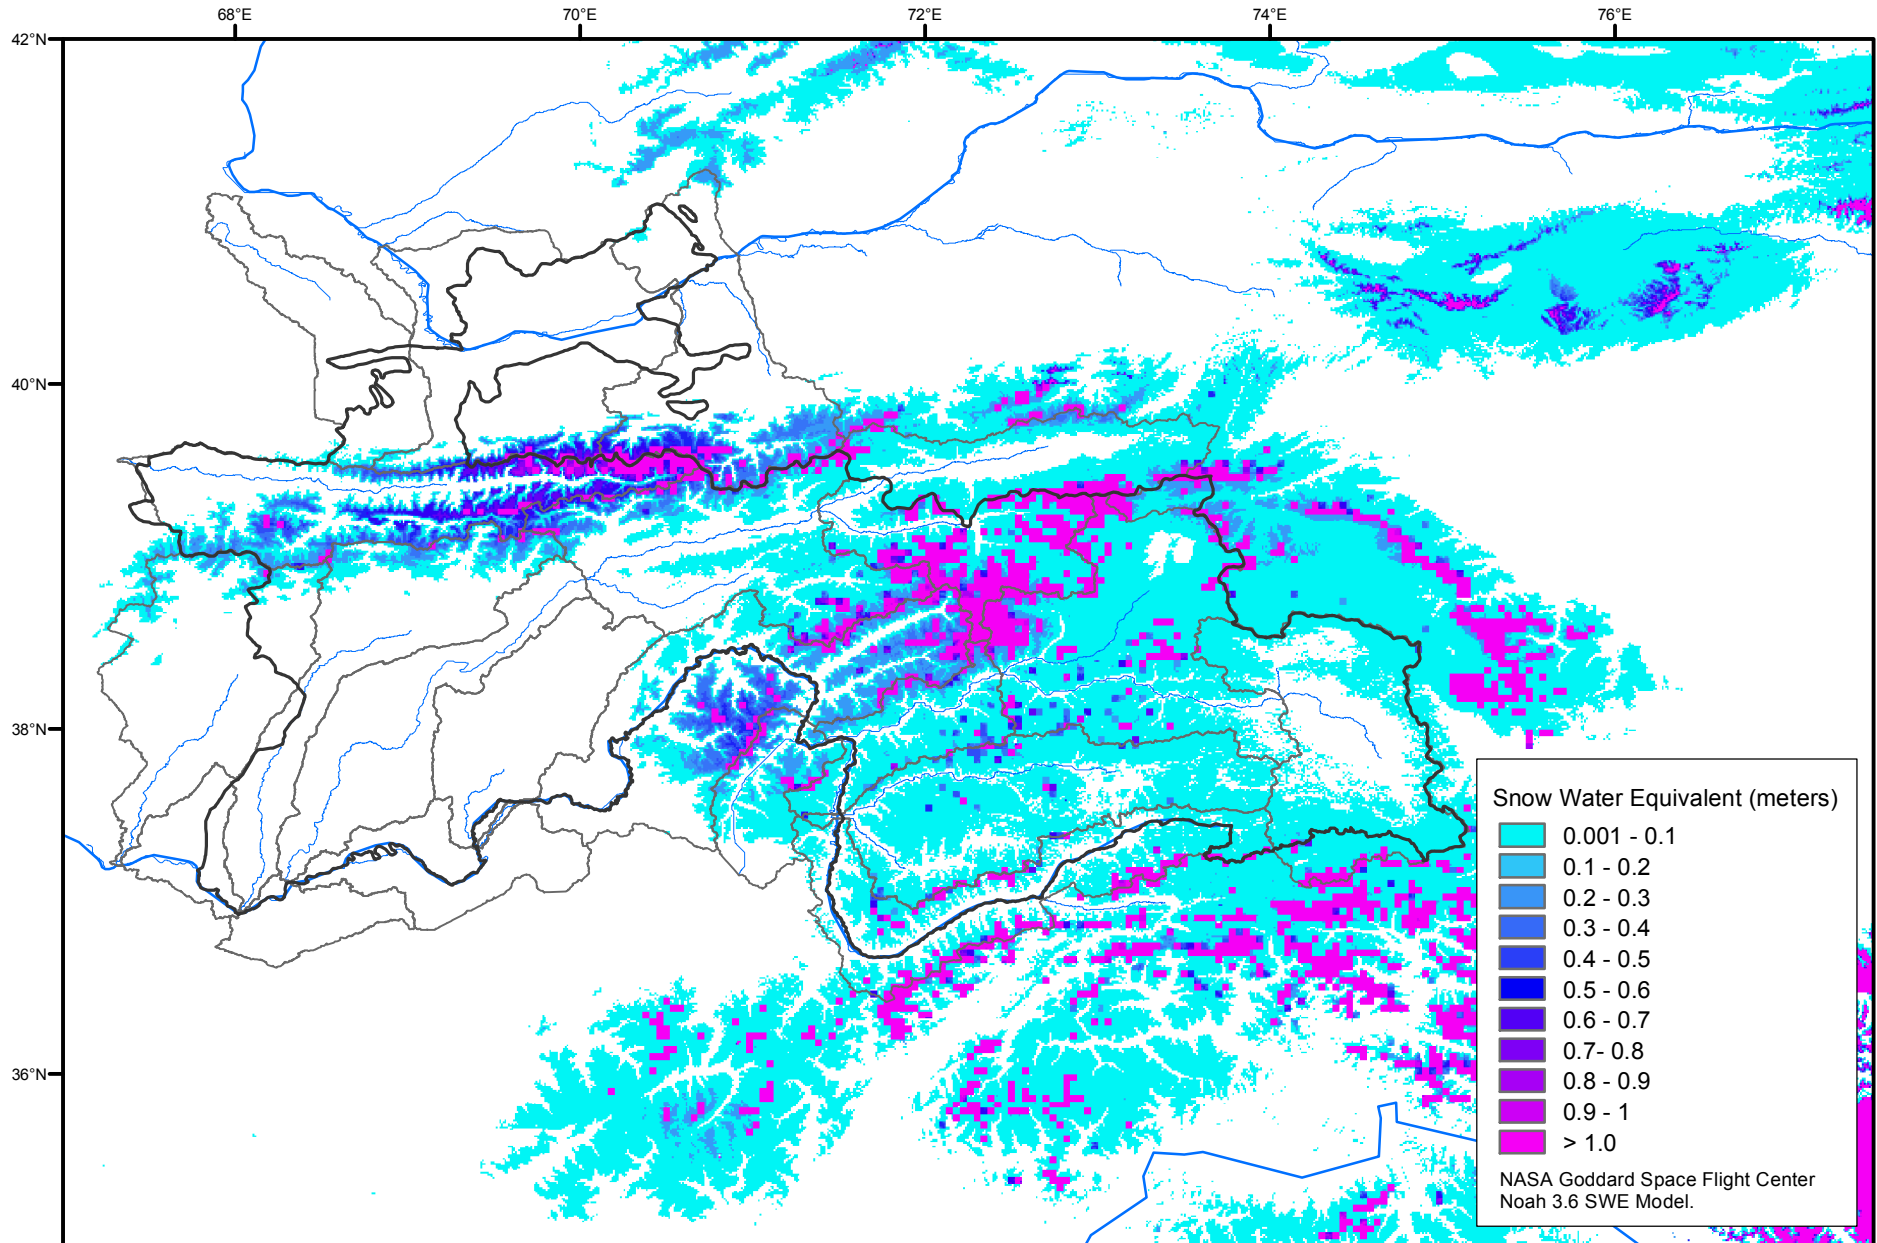 68°E
70°E
72°E
74°E
76°E
42°N
40°N
38°N
36°N
Snow Water Equivalent (meters)
0.001 - 0.1
0.1 - 0.2
0.2 - 0.3
0.3 - 0.4
0.4 - 0.5
0.5 - 0.6
0.6 - 0.7
0.7- 0.8
0.8 - 0.9
0.9 - 1
> 1.0
NASA Goddard Space Flight Center
Noah 3.6 SWE Model.